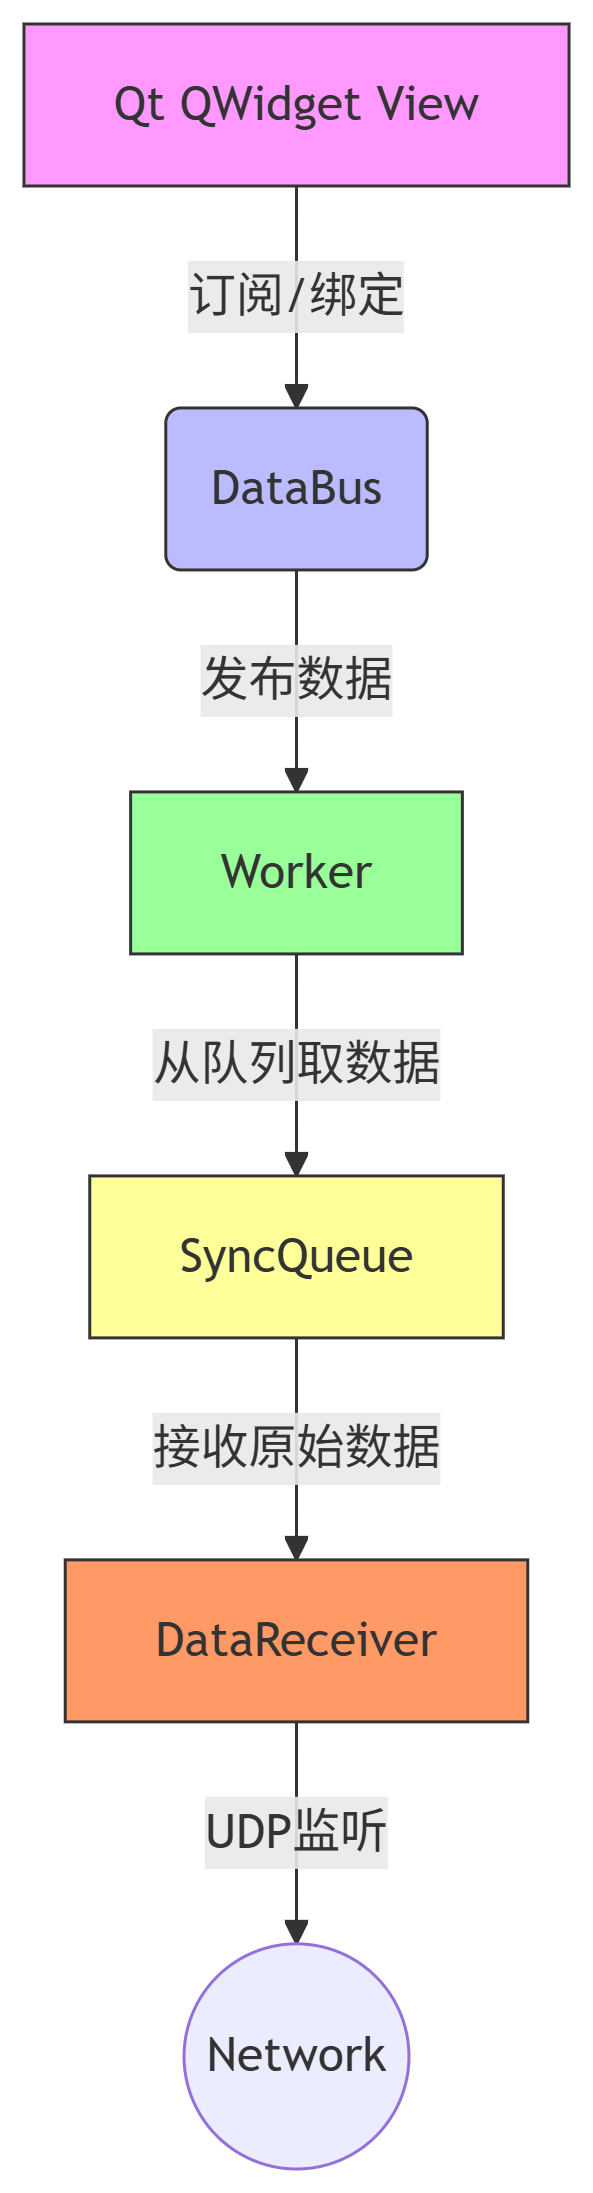 Qt QWidget View
订阅/绑定
DataBus
发布数据
Worker
从队列取数据
SyncQueue
接收原始数据
DataReceiver
UDP监听
Network